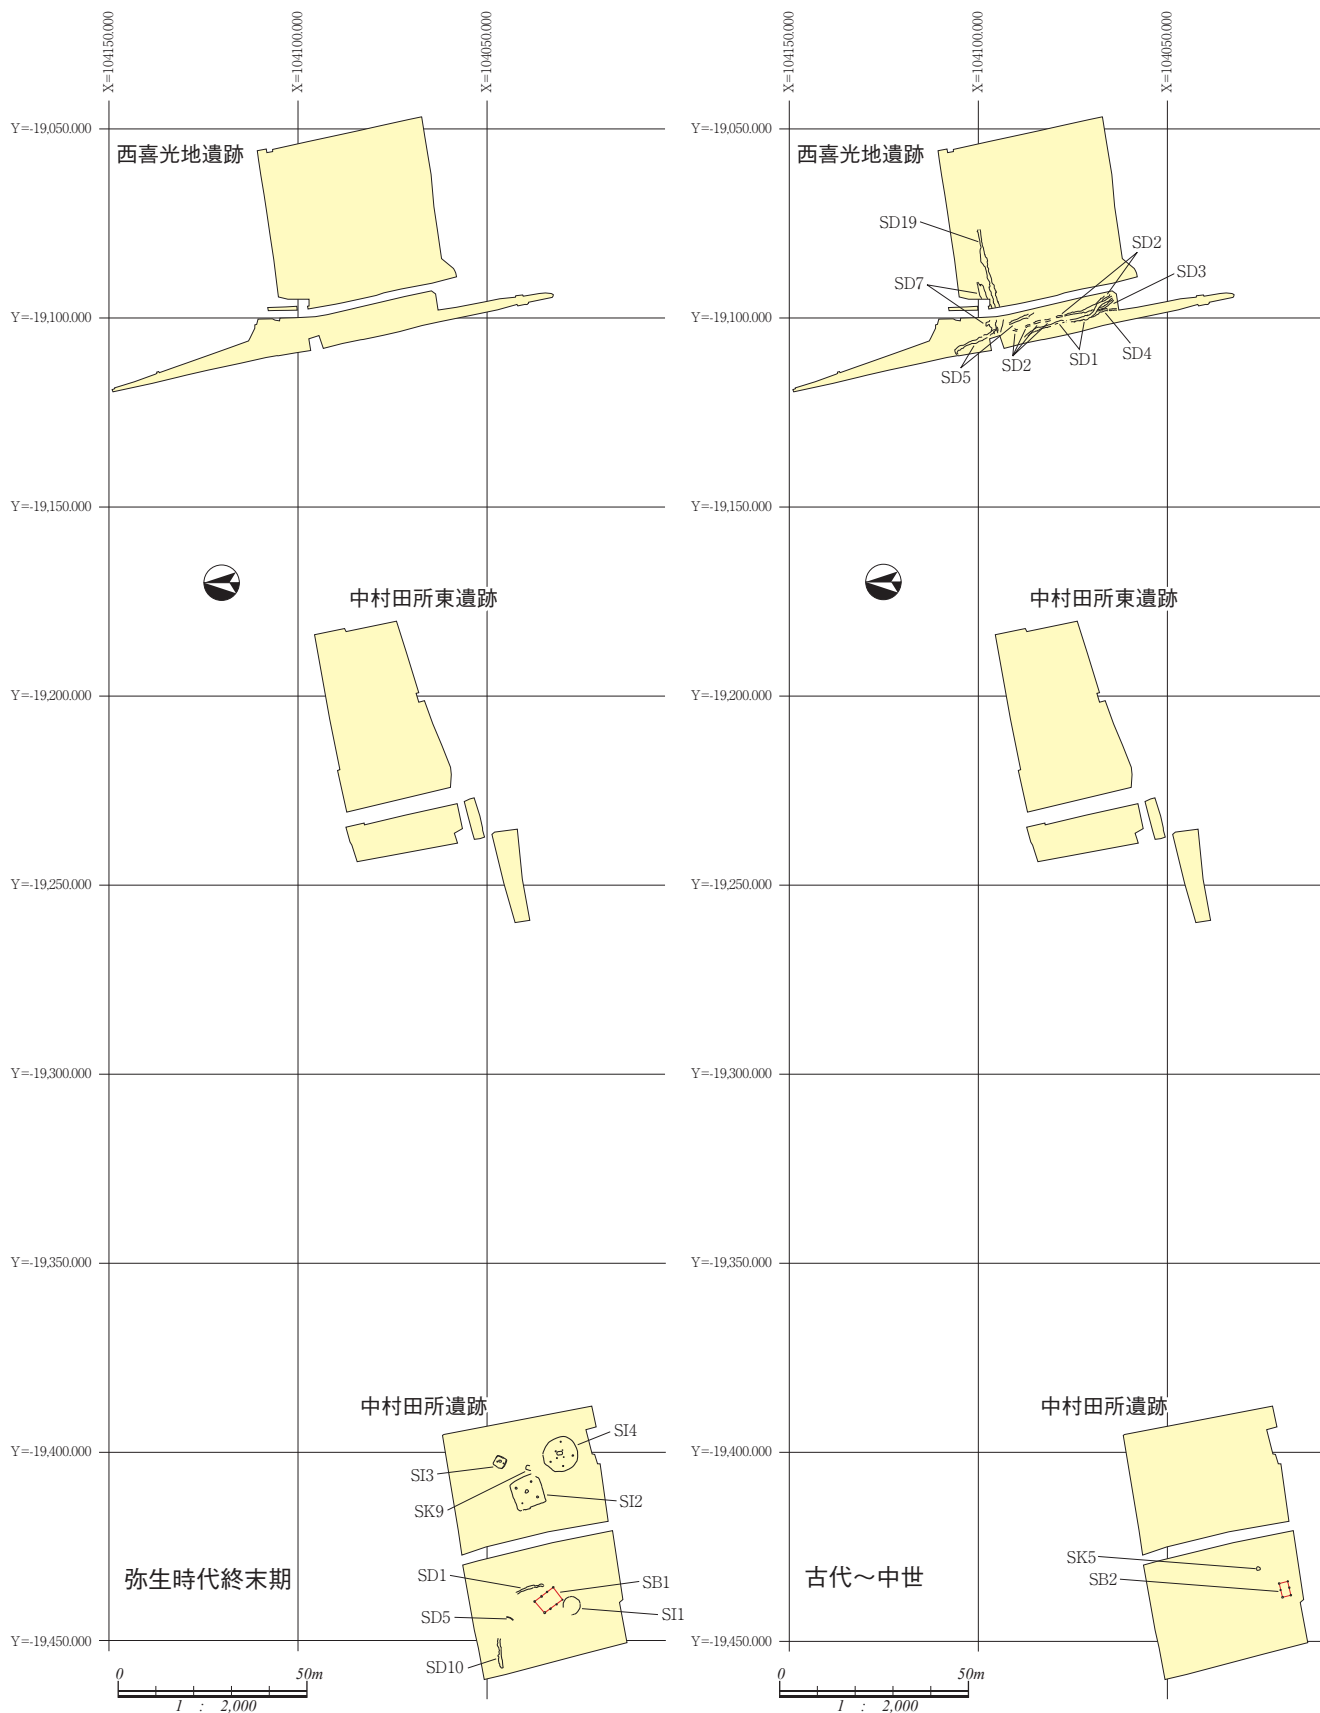 X=104150.000
X=104100.000
X=104050.000
Y=-19,050.000
西喜光地遺跡
Y=-19,100.000
Y=-19,150.000
中村田所東遺跡
Y=-19,200.000
Y=-19,250.000
Y=-19,300.000
Y=-19,350.000
中村田所遺跡
Y=-19,400.000
SI4
SI3
SK9
SI2
弥生時代終末期
SD1
SB1
SD5
SI1
Y=-19,450.000
SD10
0 50m
1 : 2,000
X=104150.000
X=104100.000
X=104050.000
Y=-19,050.000
西喜光地遺跡
SD19
SD2
SD7
SD3
Y=-19,100.000
SD5
SD2
SD1
SD4
Y=-19,150.000
中村田所東遺跡
Y=-19,200.000
Y=-19,250.000
Y=-19,300.000
Y=-19,350.000
中村田所遺跡
Y=-19,400.000
古代～中世
SK5
SB2
Y=-19,450.000
0 50m
1 : 2,000